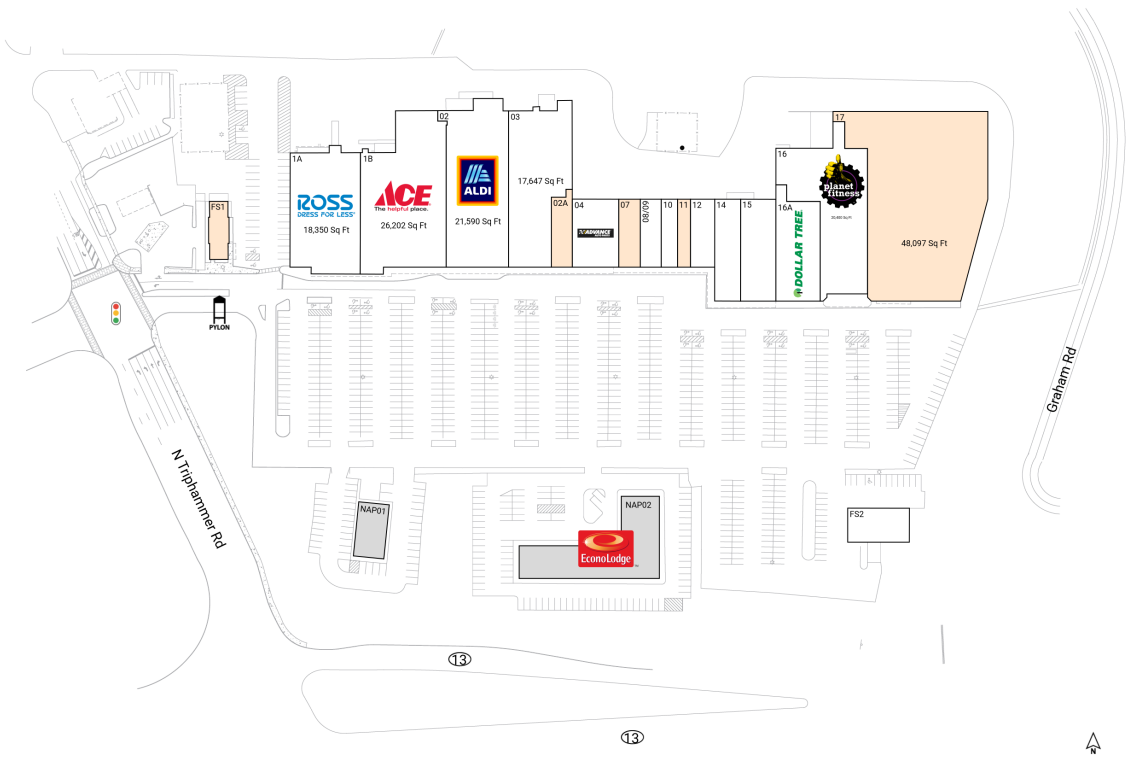 1A
ROSS
DRESS FOR LESS
18,350 Sq Ft
1B
ACE
The helpful place.
26,202 Sq Ft
02
ALDI
21,590 Sq Ft
03
17,647 Sq Ft
02A
04
ADVANCE
07
08/09
10
11
12
14
15
16
16A
DOLLAR TREE
planet
fitness
17
48,097 Sq Ft
FS1
PYLON
N Triphammer Rd
Graham Rd
NAP01
NAP02
EconoLodge
FS2
13
13
N